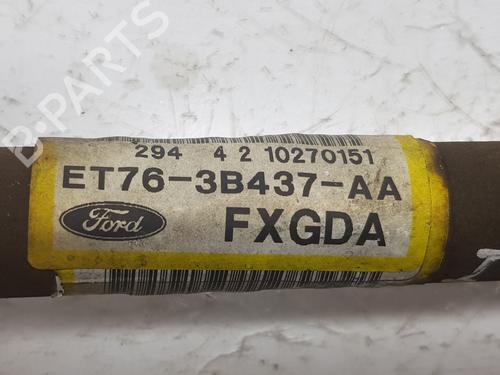 294 4 2 10270151
ET76-3B437-AA
Ford
FXGDA
B-PARTS